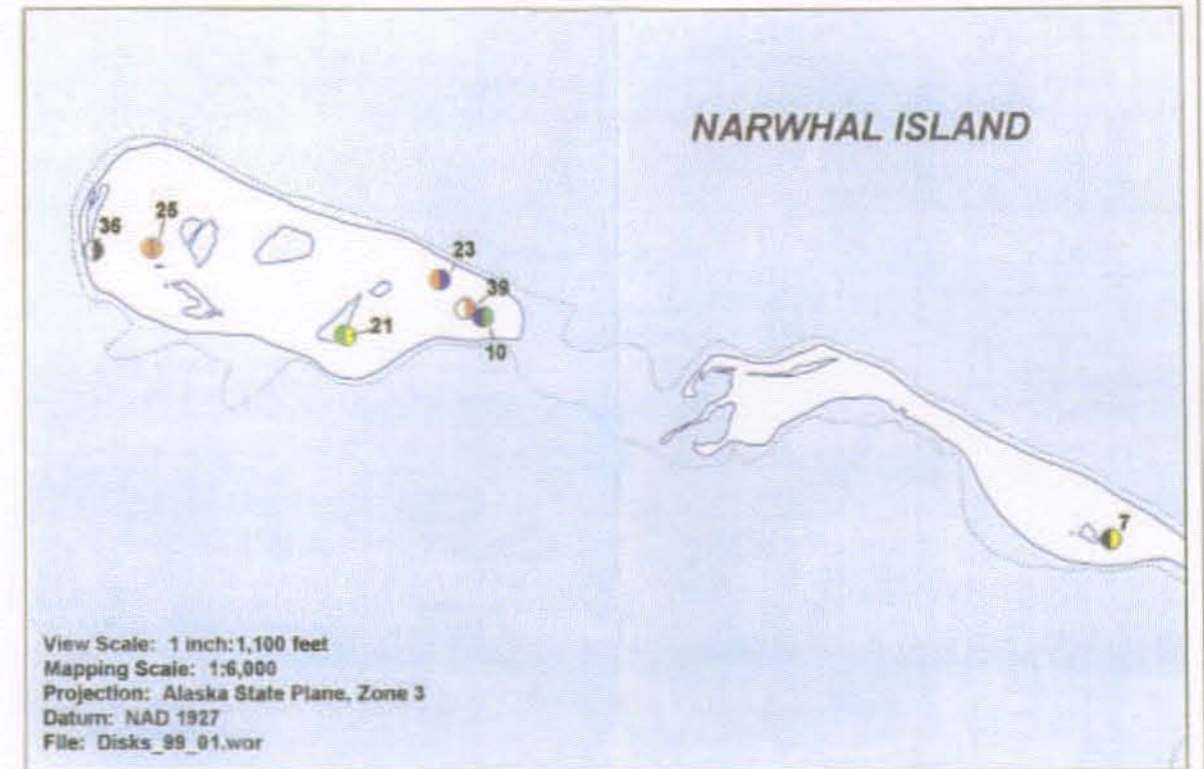 NARWHAL ISLAND
36
25
23
39
21
10
7
View Scale: 1 inch:1,100 feet
Mapping Scale: 1:6,000
Projection: Alaska State Plane, Zone 3
Datum: NAD 1927
File: Disks_99_01.wor